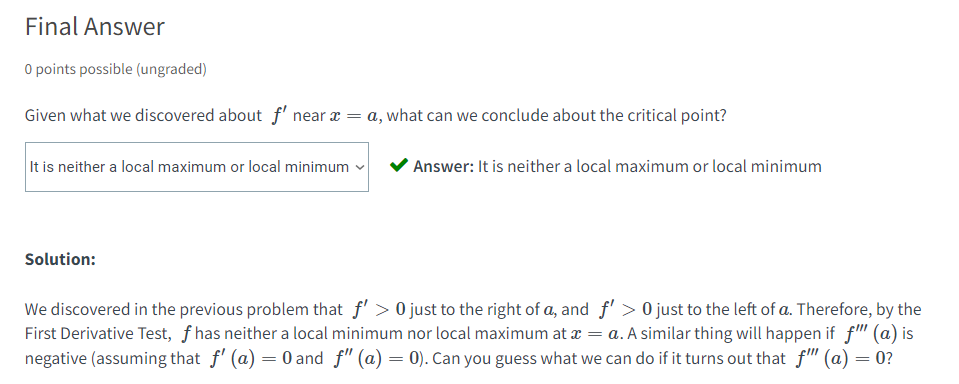 Final Answer
0 points possible (ungraded)
Given what we discovered about f′ near x = a, what can we conclude about the critical point?
It is neither a local maximum or local minimum
✔ Answer: It is neither a local maximum or local minimum
Solution:
We discovered in the previous problem that f′ > 0 just to the right of a, and f′ > 0 just to the left of a. Therefore, by the
First Derivative Test, f has neither a local minimum nor local maximum at x = a. A similar thing will happen if f‴ (a) is
negative (assuming that f′ (a) = 0 and f″ (a) = 0). Can you guess what we can do if it turns out that f‴ (a) = 0?